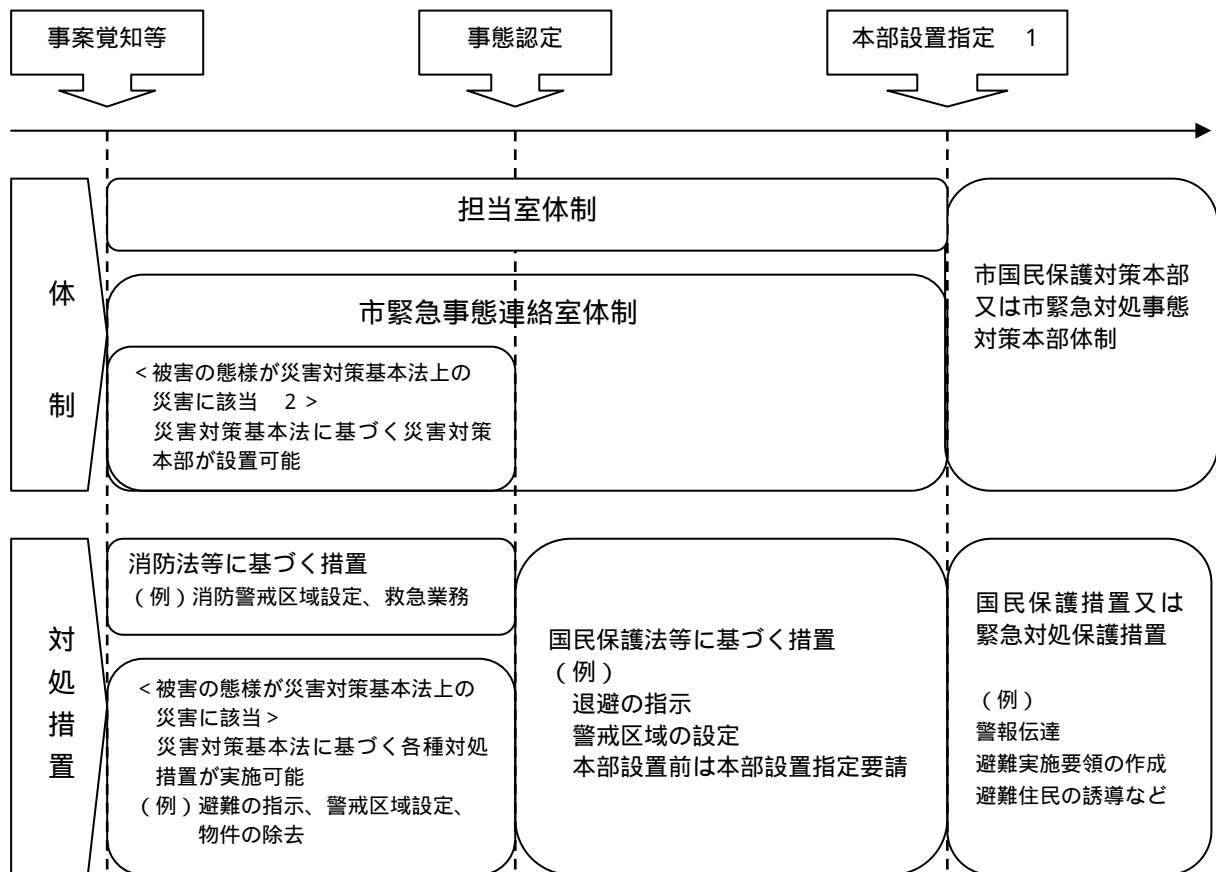 事案覚知等
事態認定
本部設置指定　1
体制
担当室体制
市緊急事態連絡室体制
<被害の態様が災害対策基本法上の
災害に該当　2>
災害対策基本法に基づく災害対策
本部が設置可能
市国民保護対策本部
又は市緊急対処事態
対策本部体制
対処措置
消防法等に基づく措置
（例）消防警戒区域設定、救急業務
<被害の態様が災害対策基本法上の
災害に該当>
災害対策基本法に基づく各種対処
措置が実施可能
（例）避難の指示、警戒区域設定、
物件の除去
国民保護法等に基づく措置
（例）
退避の指示
警戒区域の設定
本部設置前は本部設置指定要請
国民保護措置又は
緊急対処保護措置
（例）
警報伝達
避難実施要領の作成
避難住民の誘導など